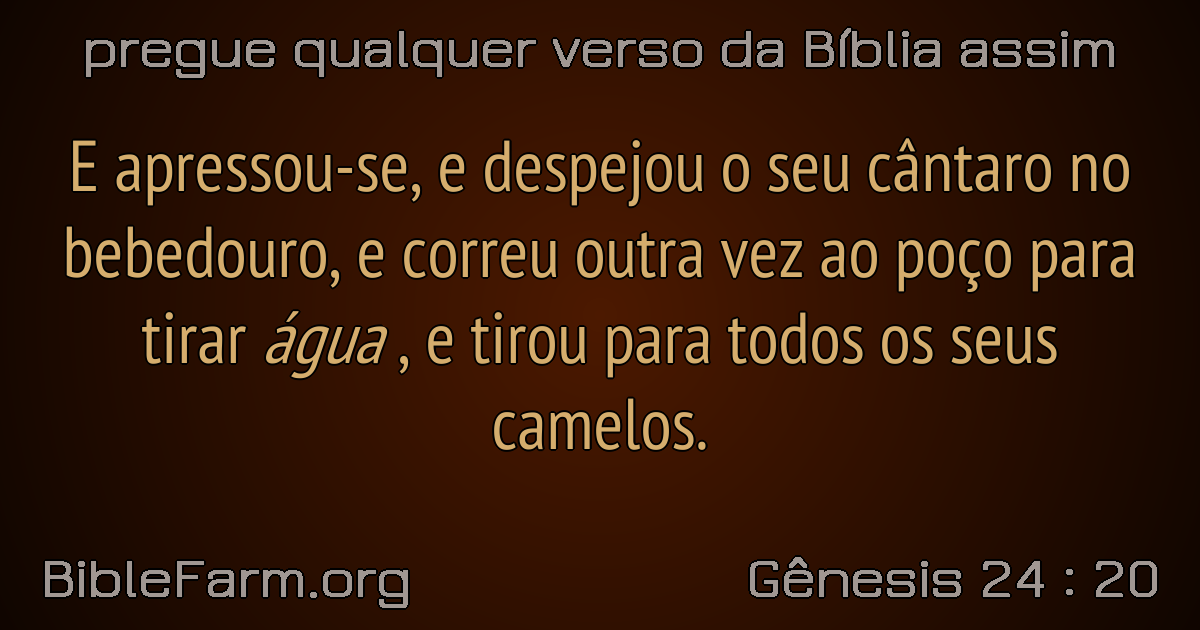 pregue qualquer verso da Bíblia assim
E apressou-se, e despejou o seu cântaro no
bebedouro, e correu outra vez ao poço para
tirar água , e tirou para todos os seus
camelos.
BibleFarm.org
Gênesis 24 : 20